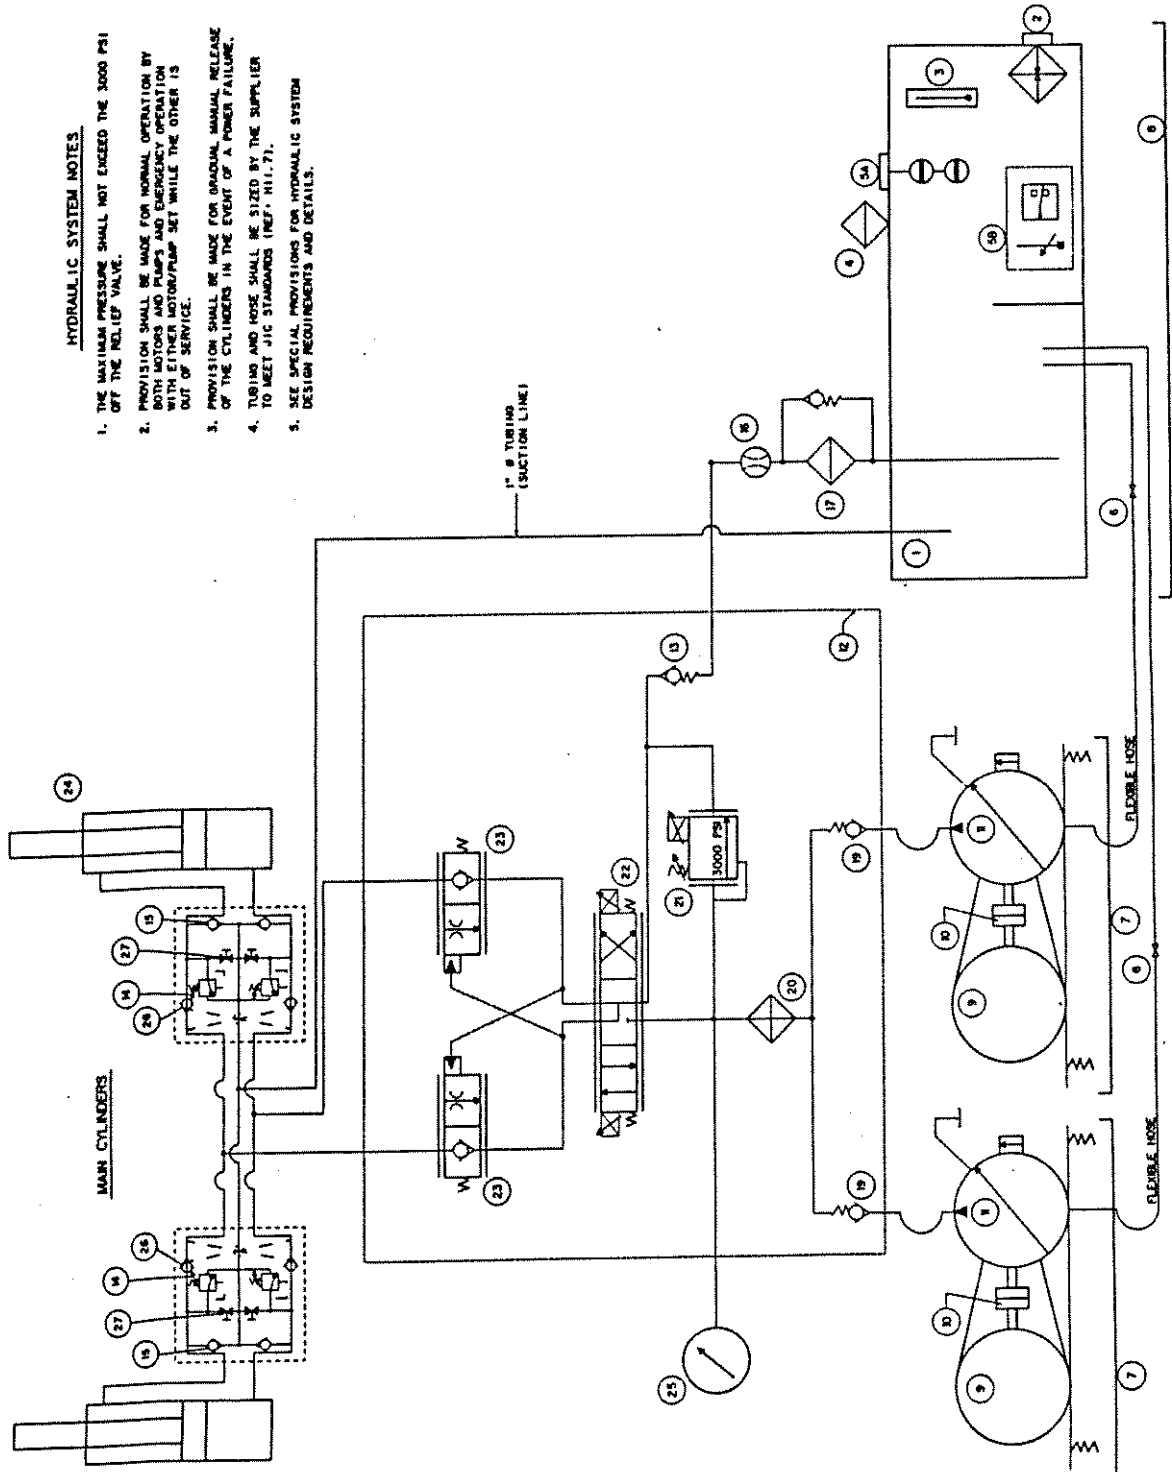 HYDRAULIC SYSTEM NOTES
1. THE MAXIMUM PRESSURE SHALL NOT EXCEED THE 3000 PSI
OFF THE RELIEF VALVE.
2. PROVISION SHALL BE MADE FOR NORMAL OPERATION BY
BOTH MOTORS AND PUMPS AND EMERGENCY OPERATION
WITH EITHER MOTOR/PUMP SET WHILE THE OTHER IS
OUT OF SERVICE.
3. PROVISION SHALL BE MADE FOR GRADUAL MANUAL RELEASE
OF THE CYLINDERS IN THE EVENT OF A POWER FAILURE.
4. TUBING AND HOSE SHALL BE SIZED BY THE SUPPLIER
TO MEET JIC STANDARDS (REF. H11.7).
5. SEE SPECIAL PROVISIONS FOR HYDRAULIC SYSTEM
DESIGN REQUIREMENTS AND DETAILS.
MAIN CYLINDERS
24
26
14
27
15
15
27
14
26
1" Ø TUBING
(SUCTION LINE)
23
23
22
21
3000 PSI
13
12
20
19
19
25
16
17
1
4
5A
5B
3
2
6
8
9
10
11
7
FLEXIBLE HOSE
9
10
11
7
FLEXIBLE HOSE
6